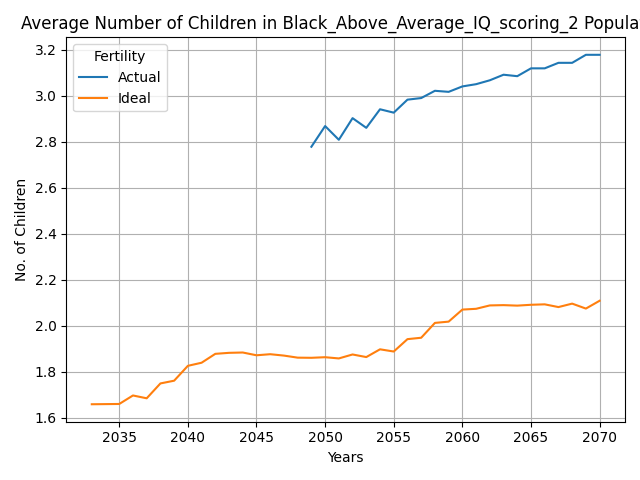 Average Number of Children in Black_Above_Average_IQ_scoring_2 Popula
Fertility
Actual
Ideal
No. of Children
3.2
3.0
2.8
2.6
2.4
2.2
2.0
1.8
1.6
2035 2040 2045 2050 2055 2060 2065 2070
Years